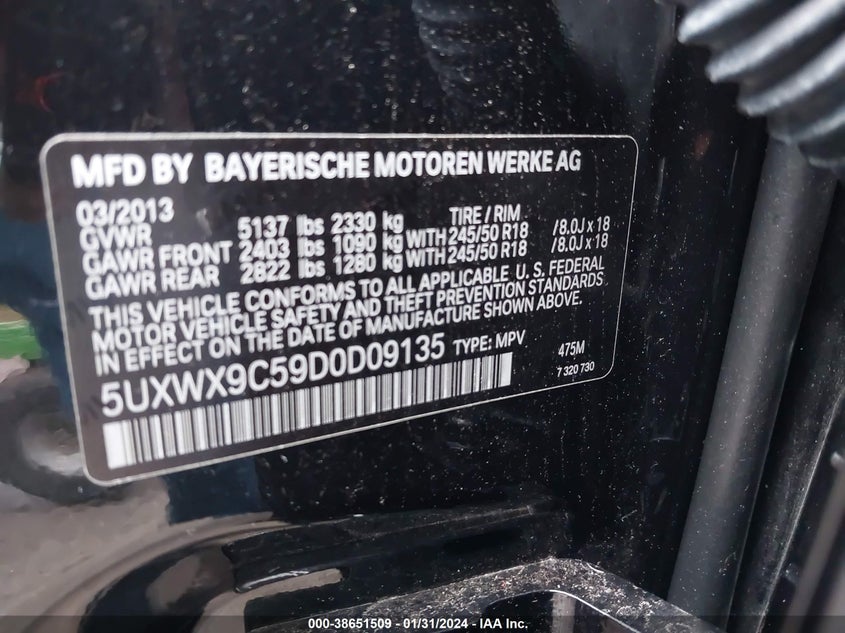 MFD BY BAYERISCHE MOTOREN WERKE AG
03/2013 TIRE / RIM
GVWR 5137 lbs 2330 kg
GAWR FRONT 2403 lbs 1090 kg WITH 245/50 R18 / 8.0J x 18
GAWR REAR 2822 lbs 1280 kg WITH 245/50 R18 / 8.0J x 18
THIS VEHICLE CONFORMS TO ALL APPLICABLE U. S. FEDERAL
MOTOR VEHICLE SAFETY AND THEFT PREVENTION STANDARDS
IN EFFECT ON THE DATE OF MANUFACTURE SHOWN ABOVE.
5UXWX9C59D0D09135 TYPE: MPV 475M
7 320 730
000-38651509 - 01/31/2024 - IAA Inc.